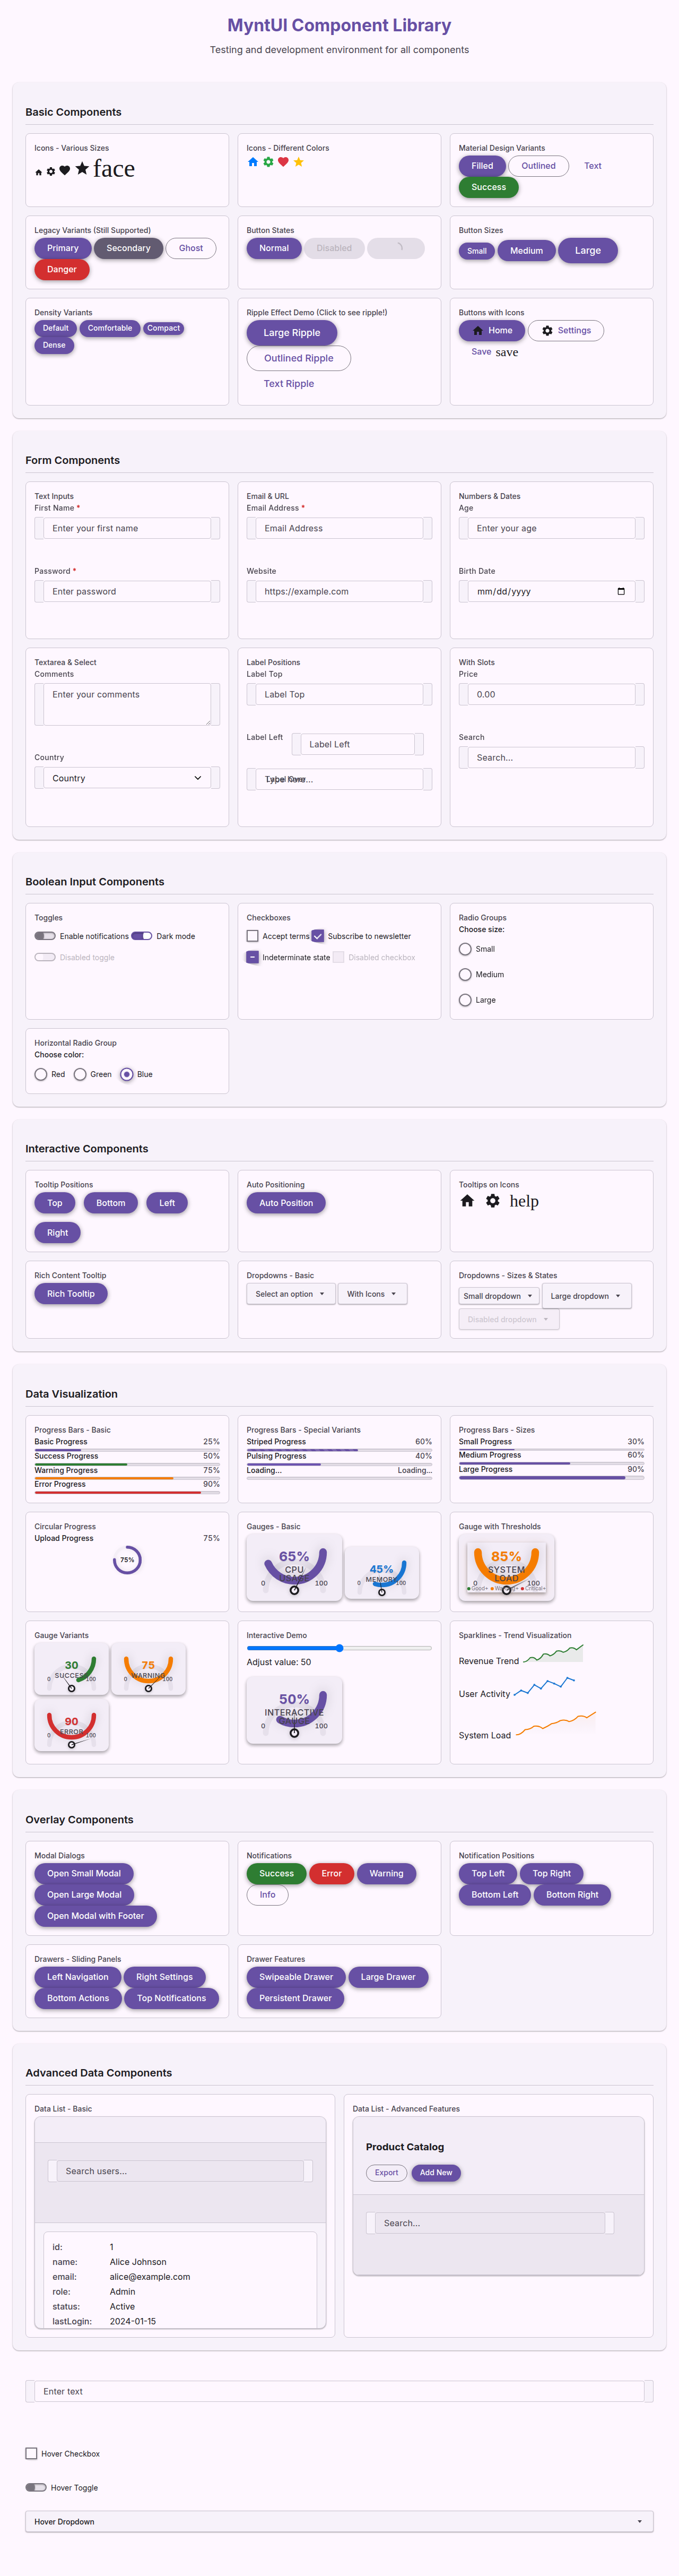 MyntUI Component Library
Testing and development environment for all components
Basic Components
Icons - Various Sizes
face
Icons - Different Colors
Material Design Variants
Filled
Outlined
Text
Success
Legacy Variants (Still Supported)
Primary
Secondary
Ghost
Danger
Button States
Normal
Disabled
Button Sizes
Small
Medium
Large
Density Variants
Default
Comfortable
Compact
Dense
Ripple Effect Demo (Click to see ripple!)
Large Ripple
Outlined Ripple
Text Ripple
Buttons with Icons
Home
Settings
Save save
Form Components
Text Inputs
First Name *
Enter your first name
Password *
Enter password
Email & URL
Email Address *
Email Address
Website
https://example.com
Numbers & Dates
Age
Enter your age
Birth Date
mm/dd/yyyy
Textarea & Select
Comments
Enter your comments
Country
Country
Label Positions
Label Top
Label Top
Label Left
Label Left
With Slots
Price
0.00
Search
Search...
Boolean Input Components
Toggles
Enable notifications
Dark mode
Disabled toggle
Checkboxes
Accept terms
Subscribe to newsletter
Indeterminate state
Disabled checkbox
Radio Groups
Choose size:
Small
Medium
Large
Horizontal Radio Group
Choose color:
Red
Green
Blue
Interactive Components
Tooltip Positions
Top
Bottom
Left
Right
Auto Positioning
Auto Position
Tooltips on Icons
help
Rich Content Tooltip
Rich Tooltip
Dropdowns - Basic
Select an option
With Icons
Dropdowns - Sizes & States
Small dropdown
Large dropdown
Disabled dropdown
Data Visualization
Progress Bars - Basic
Basic Progress 25%
Success Progress 50%
Warning Progress 75%
Error Progress 90%
Progress Bars - Special Variants
Striped Progress 60%
Pulsing Progress 40%
Loading... Loading...
Progress Bars - Sizes
Small Progress 30%
Medium Progress 60%
Large Progress 90%
Circular Progress
Upload Progress 75%
75%
Gauges - Basic
65%
CPU
0 100
45%
MEMORY
0 100
Gauge with Thresholds
85%
SYSTEM
LOAD
0 100
Gauge Variants
30
SUCCESS
0 100
75
WARNING
0 100
90
ERROR
0 100
Interactive Demo
Adjust value: 50
50%
INTERACTIVE
0 100
Sparklines - Trend Visualization
Revenue Trend
User Activity
System Load
Overlay Components
Modal Dialogs
Open Small Modal
Open Large Modal
Open Modal with Footer
Notifications
Success
Error
Warning
Info
Notification Positions
Top Left
Top Right
Bottom Left
Bottom Right
Drawers - Sliding Panels
Left Navigation
Right Settings
Bottom Actions
Top Notifications
Drawer Features
Swipeable Drawer
Large Drawer
Persistent Drawer
Advanced Data Components
Data List - Basic
Search users...
id: 1
name: Alice Johnson
email: alice@example.com
role: Admin
status: Active
lastLogin: 2024-01-15
Data List - Advanced Features
Product Catalog
Export
Add New
Search...
Enter text
Hover Checkbox
Hover Toggle
Hover Dropdown